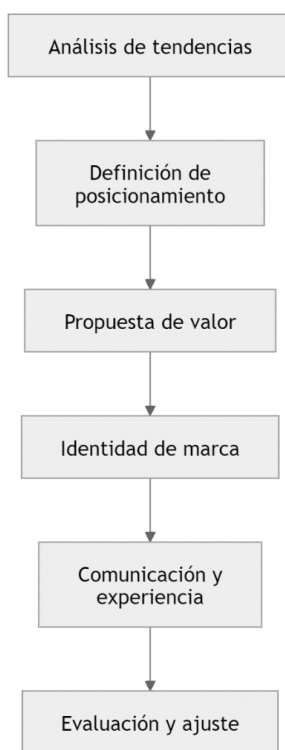 Análisis de tendencias
Definición de
posicionamiento
Propuesta de valor
Identidad de marca
Comunicación y
experiencia
Evaluación y ajuste